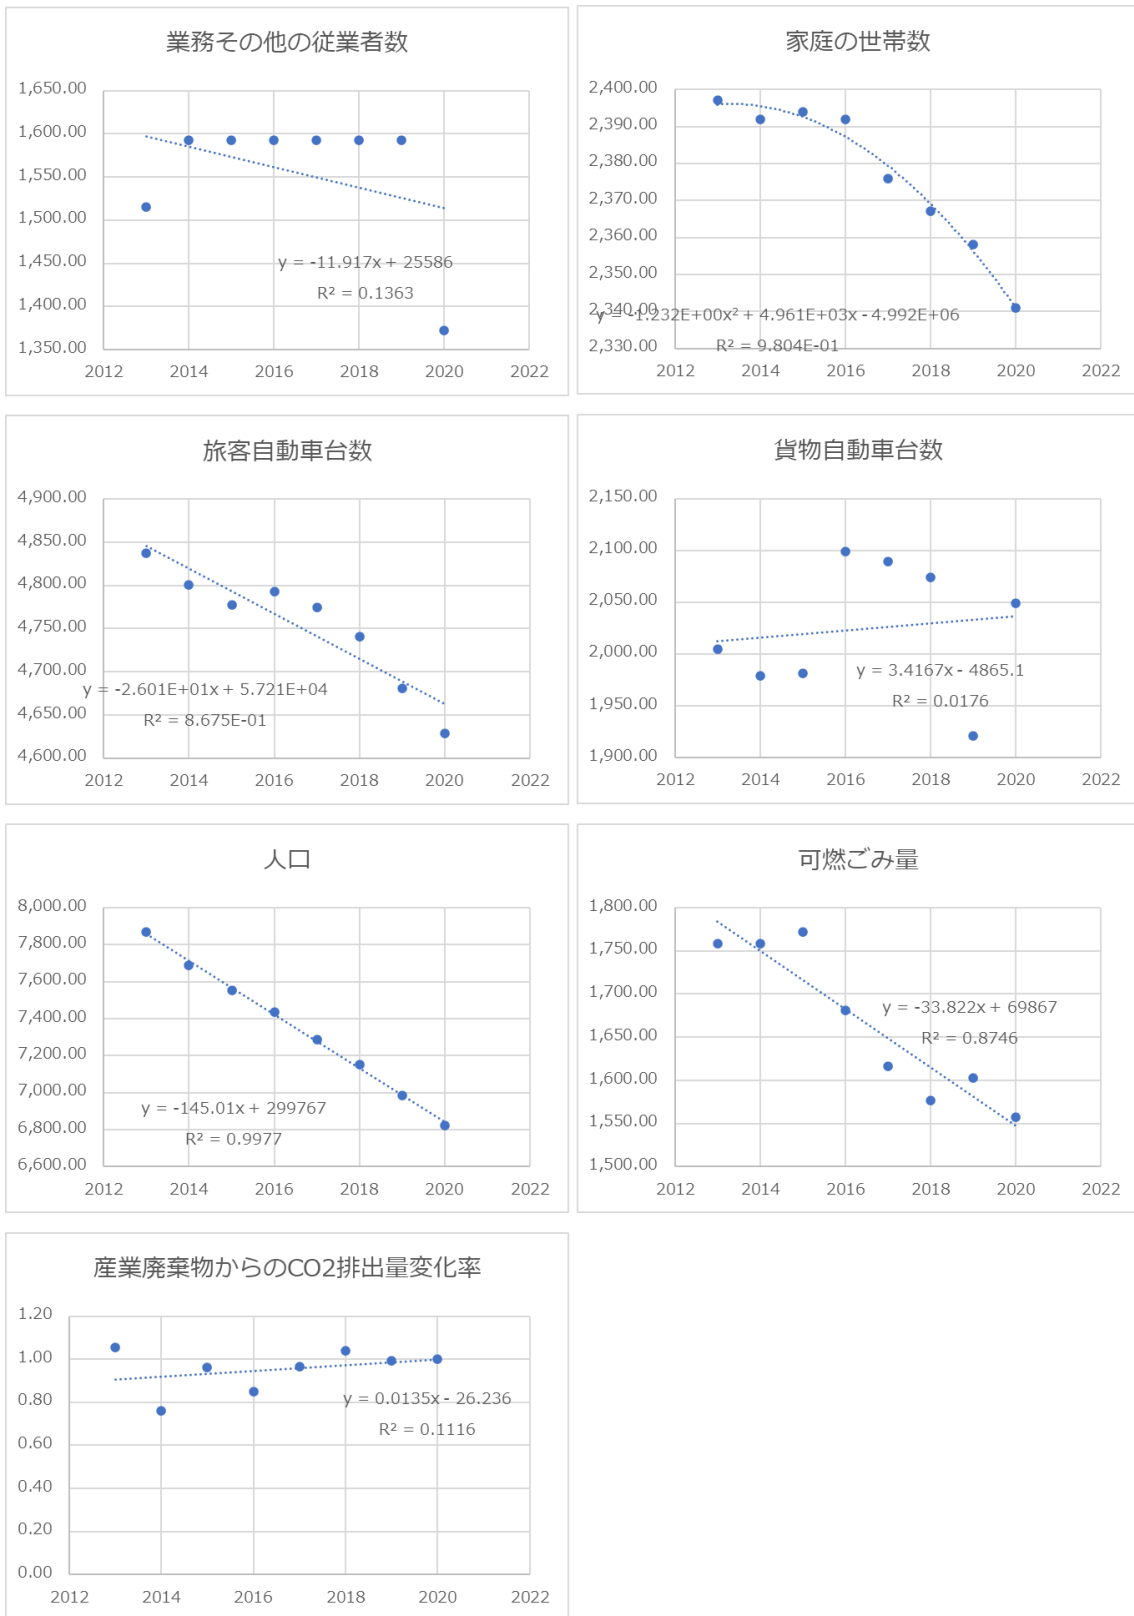 業務その他の従業者数
1,650.00
1,600.00
1,550.00
1,500.00
1,450.00
1,400.00
1,350.00
y = -11.917x + 25586
R² = 0.1363
2012 2014 2016 2018 2020 2022
家庭の世帯数
2,400.00
2,390.00
2,380.00
2,370.00
2,360.00
2,350.00
2,340.00
2,330.00
y = -1.232E+00x² + 4.961E+03x - 4.992E+06
R² = 9.804E-01
2012 2014 2016 2018 2020 2022
旅客自動車台数
4,900.00
4,850.00
4,800.00
4,750.00
4,700.00
4,650.00
4,600.00
y = -2.601E+01x + 5.721E+04
R² = 8.675E-01
2012 2014 2016 2018 2020 2022
貨物自動車台数
2,150.00
2,100.00
2,050.00
2,000.00
1,950.00
1,900.00
y = 3.4167x - 4865.1
R² = 0.0176
2012 2014 2016 2018 2020 2022
人口
8,000.00
7,800.00
7,600.00
7,400.00
7,200.00
7,000.00
6,800.00
6,600.00
y = -145.01x + 299767
R² = 0.9977
2012 2014 2016 2018 2020 2022
可燃ごみ量
1,800.00
1,750.00
1,700.00
1,650.00
1,600.00
1,550.00
1,500.00
y = -33.822x + 69867
R² = 0.8746
2012 2014 2016 2018 2020 2022
産業廃棄物からのCO2排出量変化率
1.20
1.00
0.80
0.60
0.40
0.20
0.00
y = 0.0135x - 26.236
R² = 0.1116
2012 2014 2016 2018 2020 2022